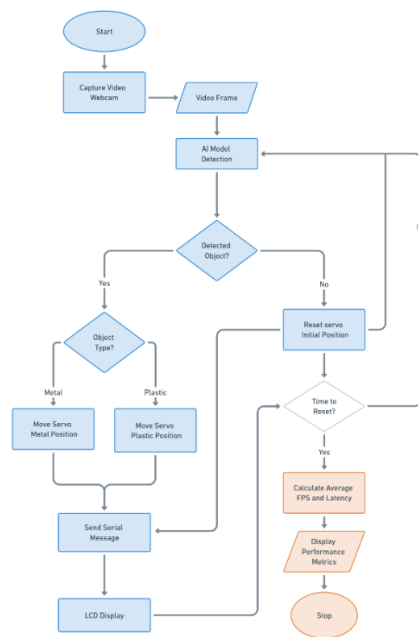 Start
Capture Video
Webcam
Video Frame
AI Model
Detection
Detected
Object?
Yes
No
Object
Type?
Reset servo
Initial Position
Metal
Plastic
Time to
Reset?
Move Servo
Metal Position
Move Servo
Plastic Position
Yes
Calculate Average
FPS and Latency
Send Serial
Message
Display
Performance
Metrics
LCD Display
Stop